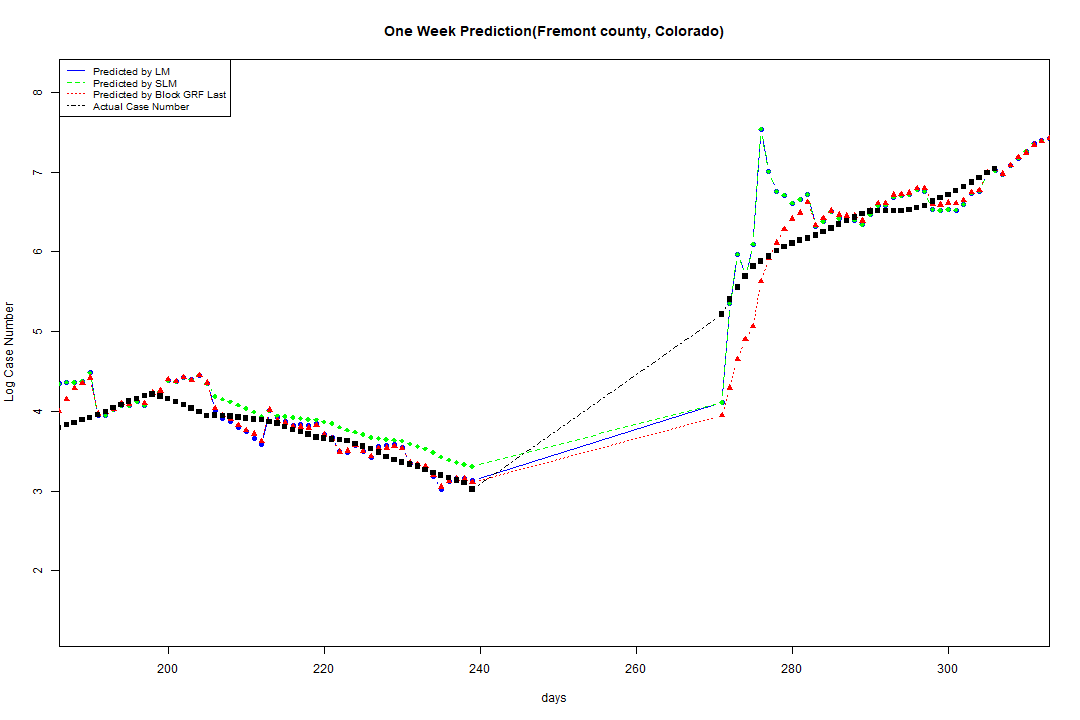 One Week Prediction(Fremont county, Colorado)
Predicted by LM
Predicted by SLM
Predicted by Block GRF Last
Actual Case Number
Log Case Number
8
7
6
5
4
3
2
200 220 240 260 280 300
days